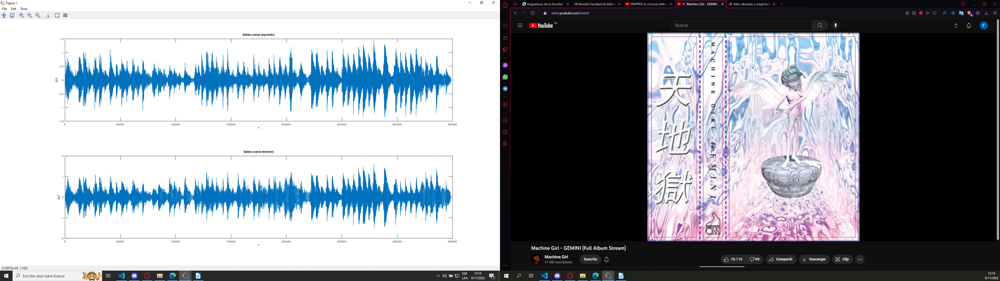 Figure 1
File Edit Tools
Salida (canal izquierdo)
1.5
1
0.5
0
-0.5
-1
-1.5
y[n]
0 50000 100000 150000 200000 250000 300000 350000
n
Salida (canal derecho)
2
1
0
-1
-2
y[n]
0 50000 100000 150000 200000 250000 300000 350000
n
(2.3037e+05, 1.162)
Escribe aquí para buscar
ESP
LAA
12:14
9/11/2022
1
Asignaturas de la Facultad
Moodle Facultad de Inform
TRAPPED in a house with a
Machine Girl - GEMINI
Valor absoluto y magnitud
www.youtube.com/watch
6
YouTube AR
Buscar
F
天地獄
MACHINE GIRL GEMINI
Machine Girl - GEMINI (Full Album Stream)
Machine Girl
31.300 suscriptores
Suscrito
10.116
69
Compartir
Descargar
Clip
12:14
9/11/2022